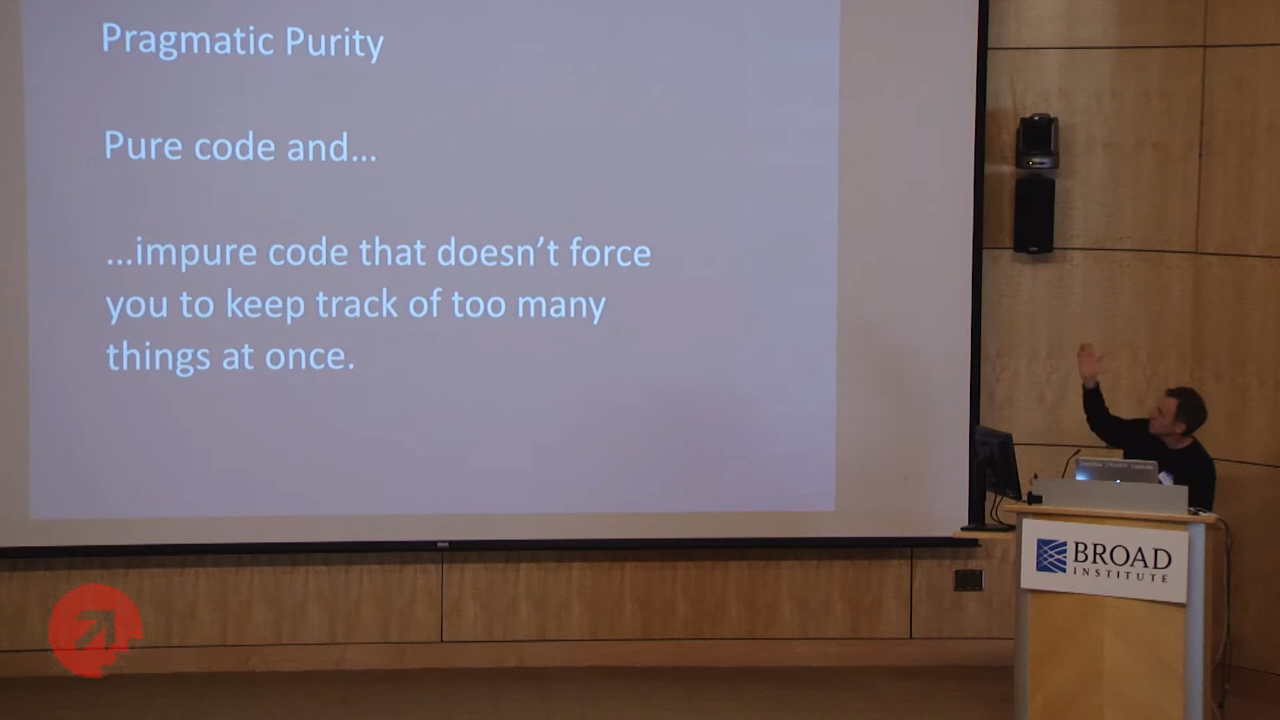 Pragmatic Purity
Pure code and...
...impure code that doesn't force
you to keep track of too many
things at once.
BROAD
INSTITUTE